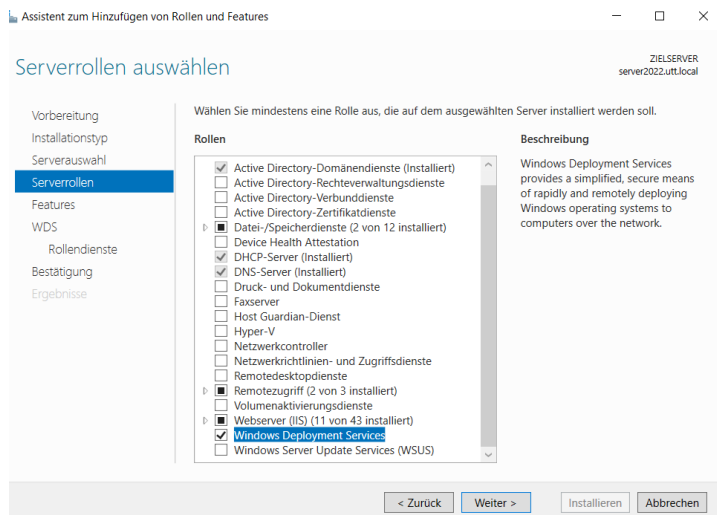 Assistent zum Hinzufügen von Rollen und Features
Serverrollen auswählen
ZIELSERVER
server2022.utt.local
Vorbereitung
Installationstyp
Serverauswahl
Serverrollen
Features
WDS
Rollendienste
Bestätigung
Ergebnisse
Wählen Sie mindestens eine Rolle aus, die auf dem ausgewählten Server installiert werden soll.
Rollen
Active Directory-Domänendienste (Installiert)
Active Directory-Rechteverwaltungsdienste
Active Directory-Verbunddienste
Active Directory-Zertifikatdienste
Datei-/Speicherdienste (2 von 12 installiert)
Device Health Attestation
DHCP-Server (Installiert)
DNS-Server (Installiert)
Druck- und Dokumentdienste
Faxserver
Host Guardian-Dienst
Hyper-V
Netzwerkcontroller
Netzwerkrichtlinien- und Zugriffsdienste
Remotedesktopdienste
Remotezugriff (2 von 3 installiert)
Volumenaktivierungsdienste
Webserver (IIS) (11 von 43 installiert)
Windows Deployment Services
Windows Server Update Services (WSUS)
Beschreibung
Windows Deployment Services
provides a simplified, secure means
of rapidly and remotely deploying
Windows operating systems to
computers over the network.
< Zurück
Weiter >
Installieren
Abbrechen